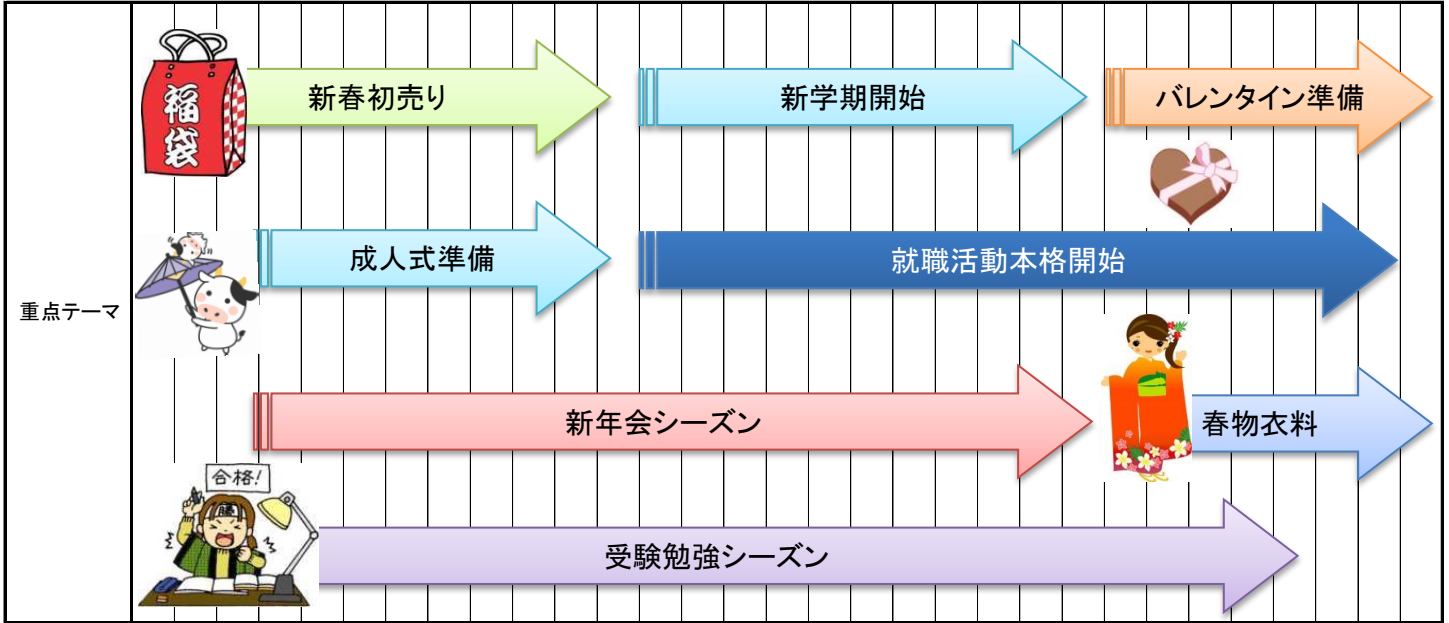 福袋
新春初売り
新学期開始
バレンタイン準備
成人式準備
就職活動本格開始
重点テーマ
新年会シーズン
春物衣料
合格!
勝
受験勉強シーズン